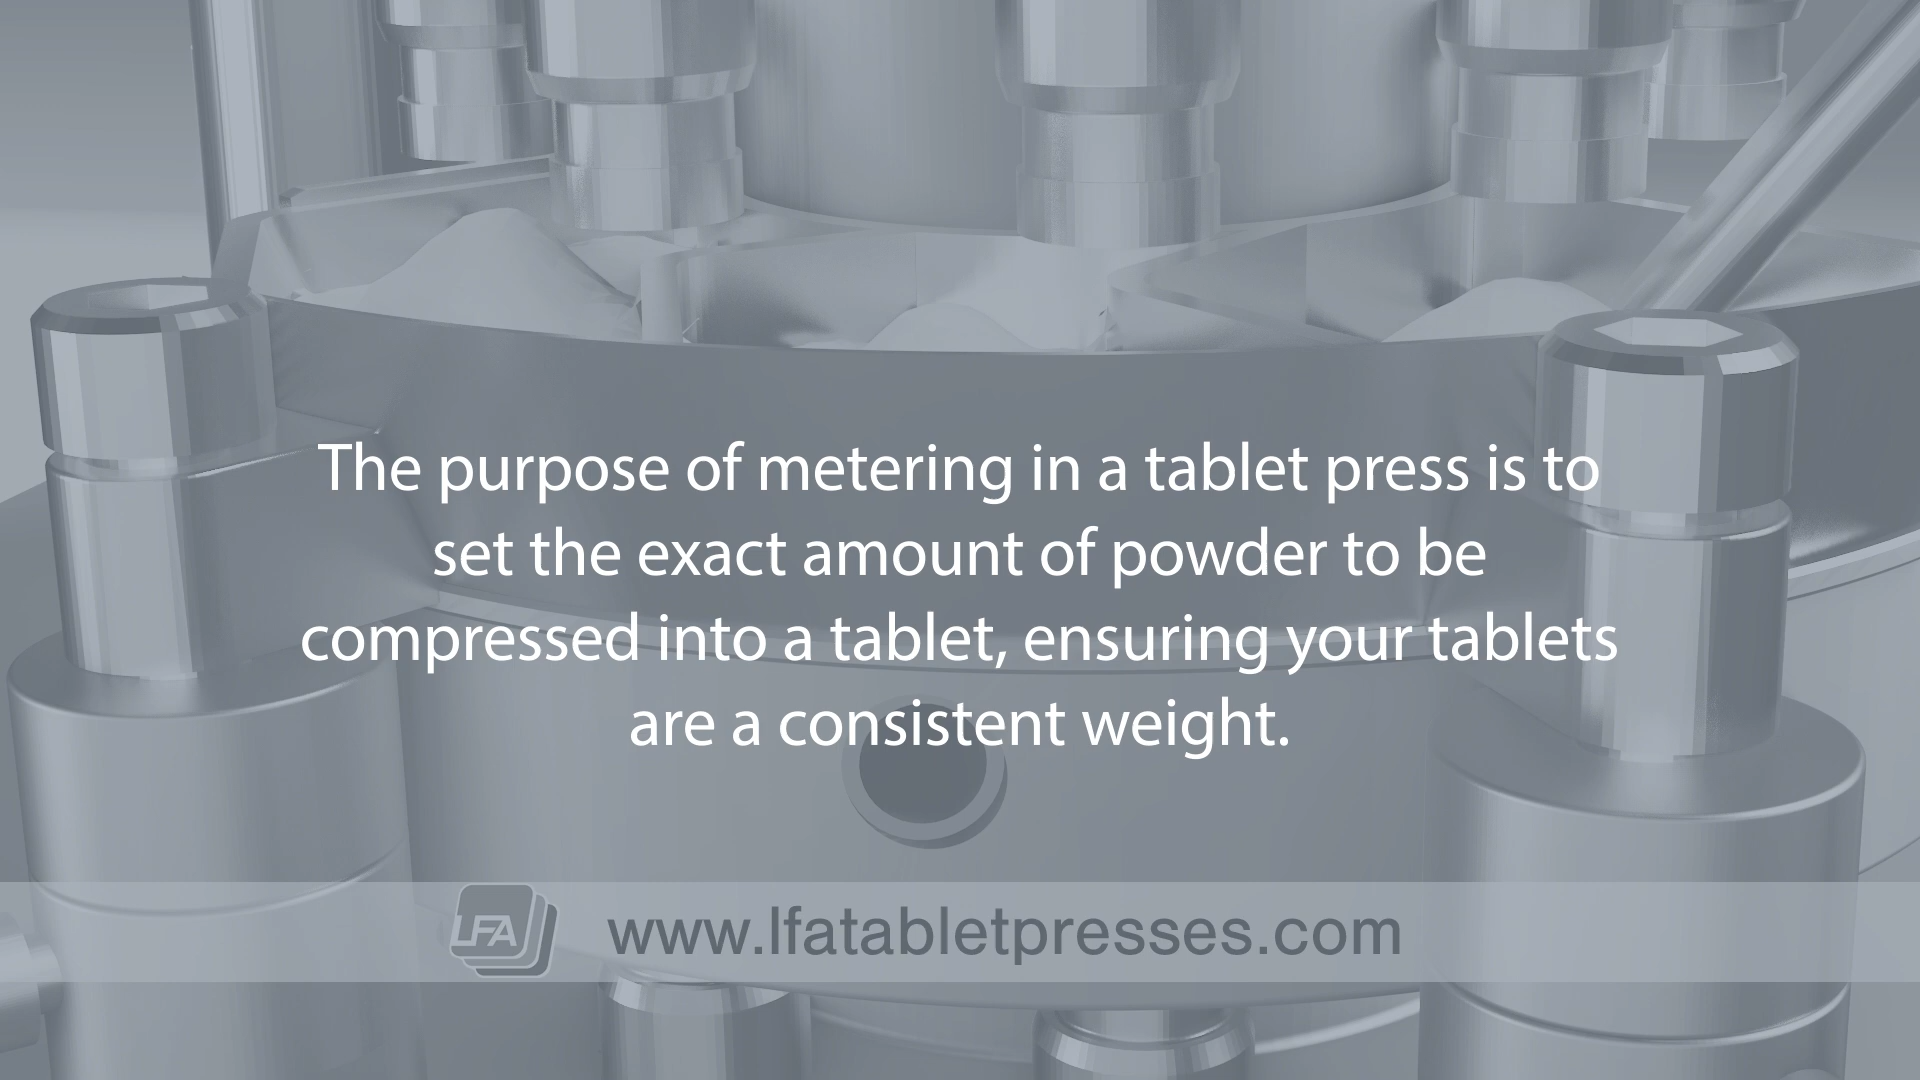 The purpose of metering in a tablet press is to
set the exact amount of powder to be
compressed into a tablet, ensuring your tablets
are a consistent weight.
LFA
www.lfatabletpresses.com